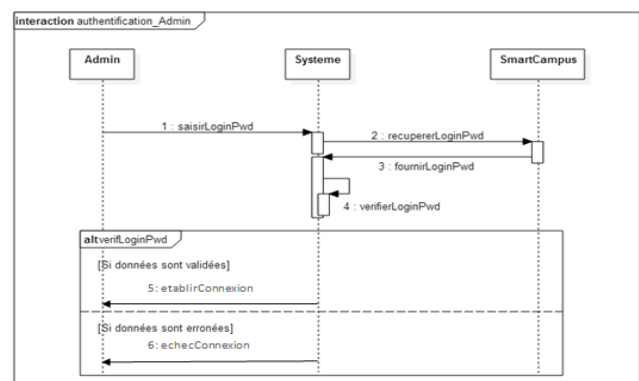 interaction authentification_Admin
Admin
Systeme
SmartCampus
1 : saisirLoginPwd
2 : recupererLoginPwd
3 : fournirLoginPwd
4 : verifierLoginPwd
alt verifLoginPwd
[Si données sont validées]
5: etablirConnexion
[Si données sont erronées]
6: echecConnexion